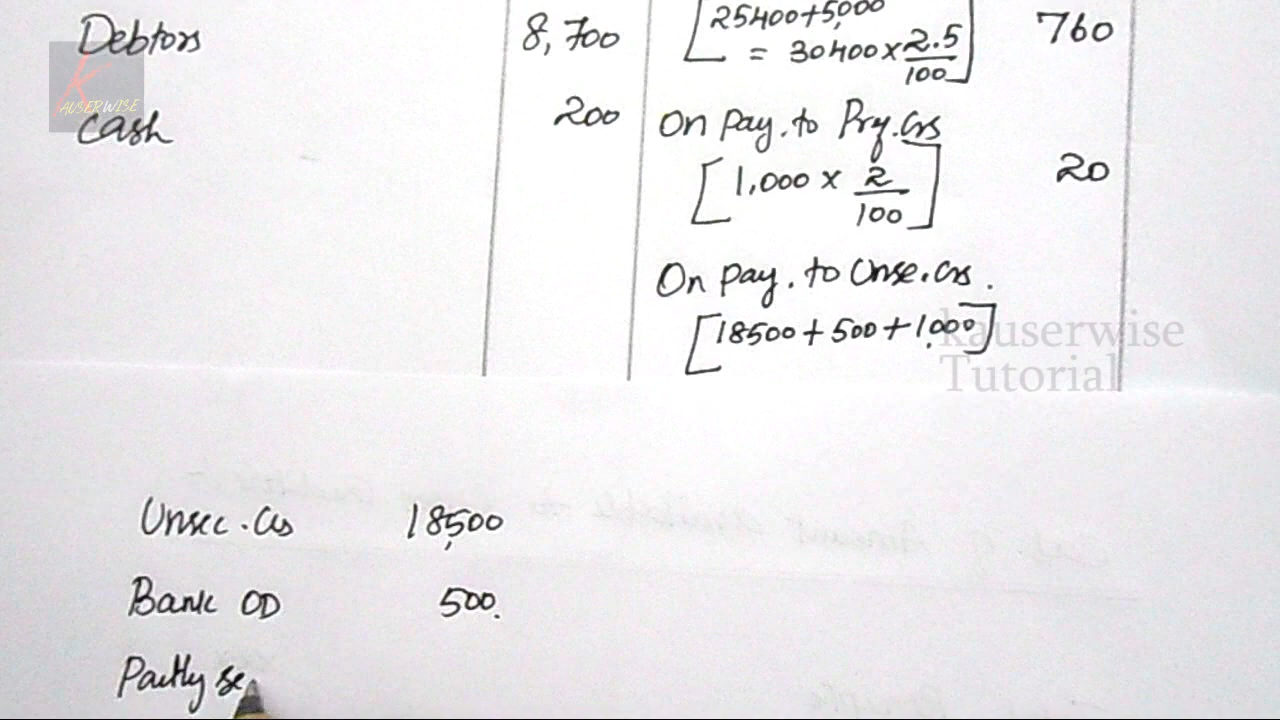 Debtors 8,700
[25400+5,000
= 30400 × 2.5/100] 760
KAUSERWISE
Cash 200
On pay. to Pry. Crs
[1,000 × 2/100] 20
On pay. to Unse. Crs.
[18500 + 500 + 1,000]
kauserwise
Tutorial
Unsec. Crs 18,500
Bank OD 500.
Partly se